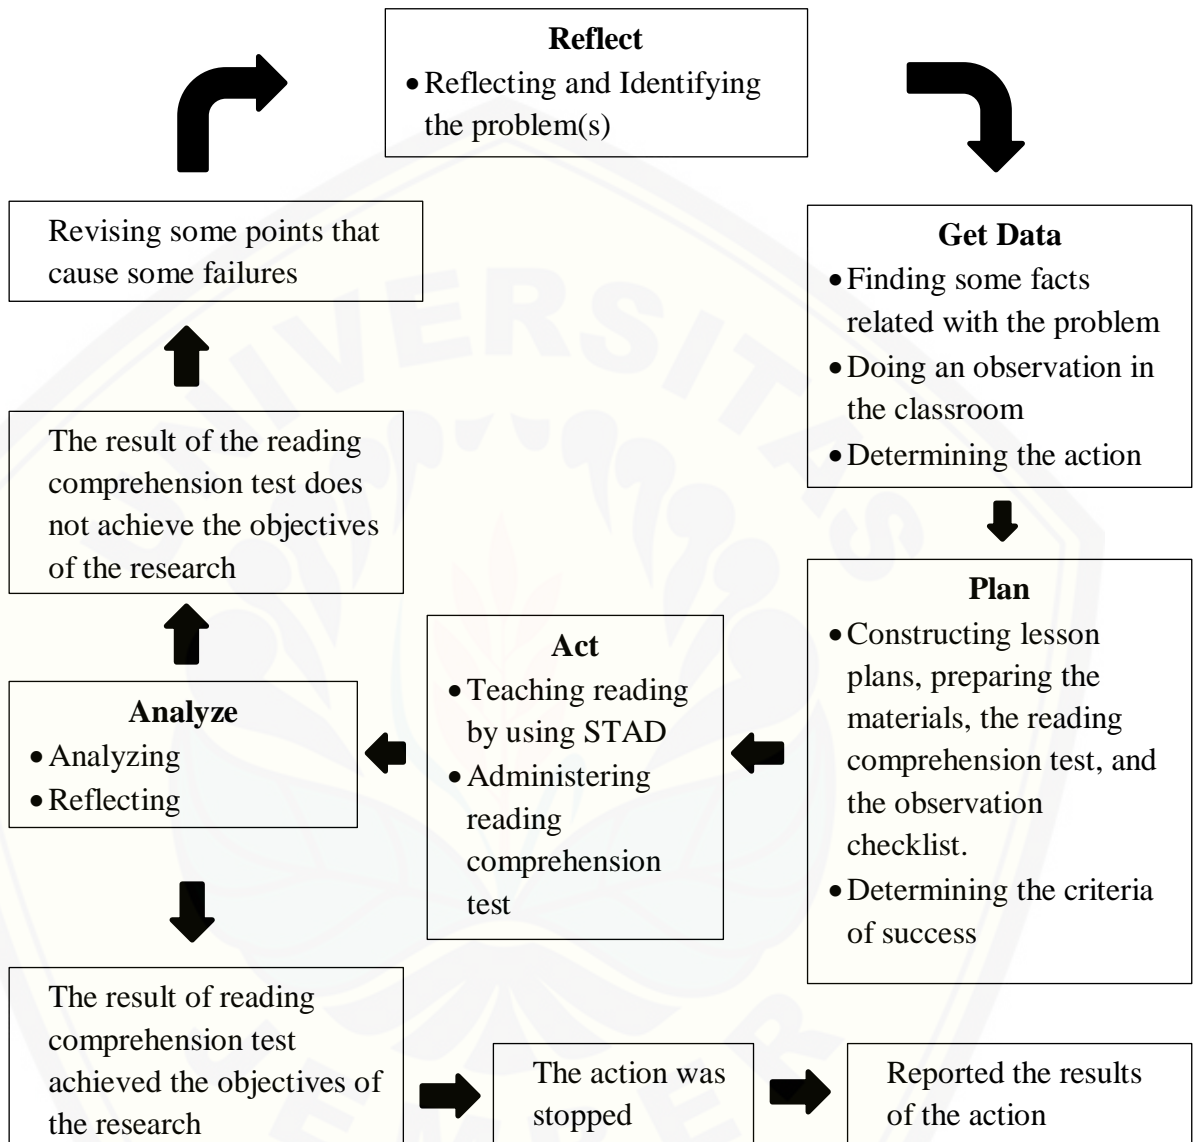 Reflect
• Reflecting and Identifying
the problem(s)
Revising some points that
cause some failures
Get Data
• Finding some facts
related with the problem
• Doing an observation in
the classroom
• Determining the action
The result of the reading
comprehension test does
not achieve the objectives
of the research
Plan
• Constructing lesson
plans, preparing the
materials, the reading
comprehension test, and
the observation
checklist.
• Determining the criteria
of success
Act
• Teaching reading
by using STAD
• Administering
reading
comprehension
test
Analyze
• Analyzing
• Reflecting
The result of reading
comprehension test
achieved the objectives of
the research
The action was
stopped
Reported the results
of the action
UNIVERSITAS